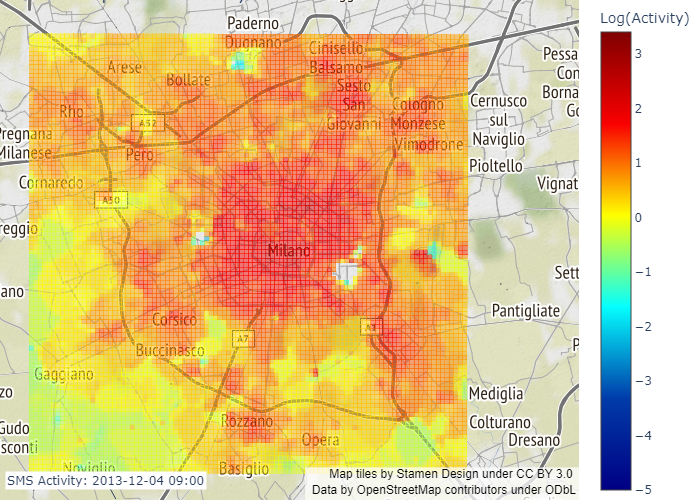 Log(Activity)
3
2
1
0
−1
−2
−3
−4
−5
Paderno
Dugnano
Cinisello
Balsamo
Arese
Bollate
Sesto
San
Giovanni
Cologno
Monzese
Vimodrone
Pessa
Con
Borna
Go
Rho
A52
Cernusco
sul
Naviglio
Pregnana
Milanese
Pero
Pioltello
Cornaredo
A50
Vignat
reggio
Milano
Sett
ano
Pantigliate
Corsico
A7
Buccinasco
Gaggiano
Mediglia
zo
Rozzano
Colturano
Gudo
Dresano
sconti
Opera
Noviglio
Basiglio
SMS Activity: 2013-12-04 09:00
Map tiles by Stamen Design under CC BY 3.0
Data by OpenStreetMap contributors under ODbL